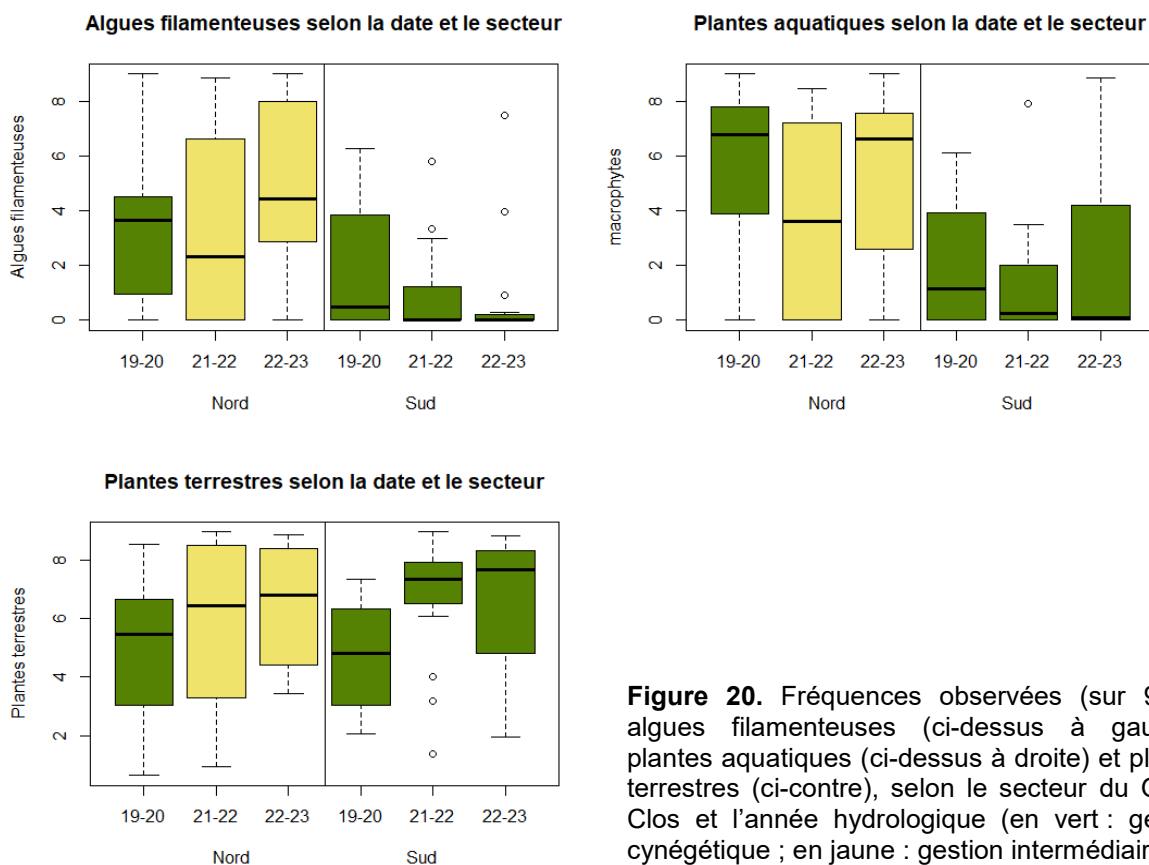 Algues filamenteuses selon la date et le secteur
Algues filamenteuses
8
6
4
2
0
19-20 21-22 22-23 19-20 21-22 22-23
Nord Sud
Plantes aquatiques selon la date et le secteur
macrophytes
8
6
4
2
0
19-20 21-22 22-23 19-20 21-22 22-23
Nord Sud
Plantes terrestres selon la date et le secteur
Plantes terrestres
8
6
4
2
19-20 21-22 22-23 19-20 21-22 22-23
Nord Sud
Figure 20. Fréquences observées (sur 9
algues filamenteuses (ci-dessus à gau
plantes aquatiques (ci-dessus à droite) et pl
terrestres (ci-contre), selon le secteur du
Clos et l'année hydrologique (en vert : ge
cynégétique ; en jaune : gestion intermédiair